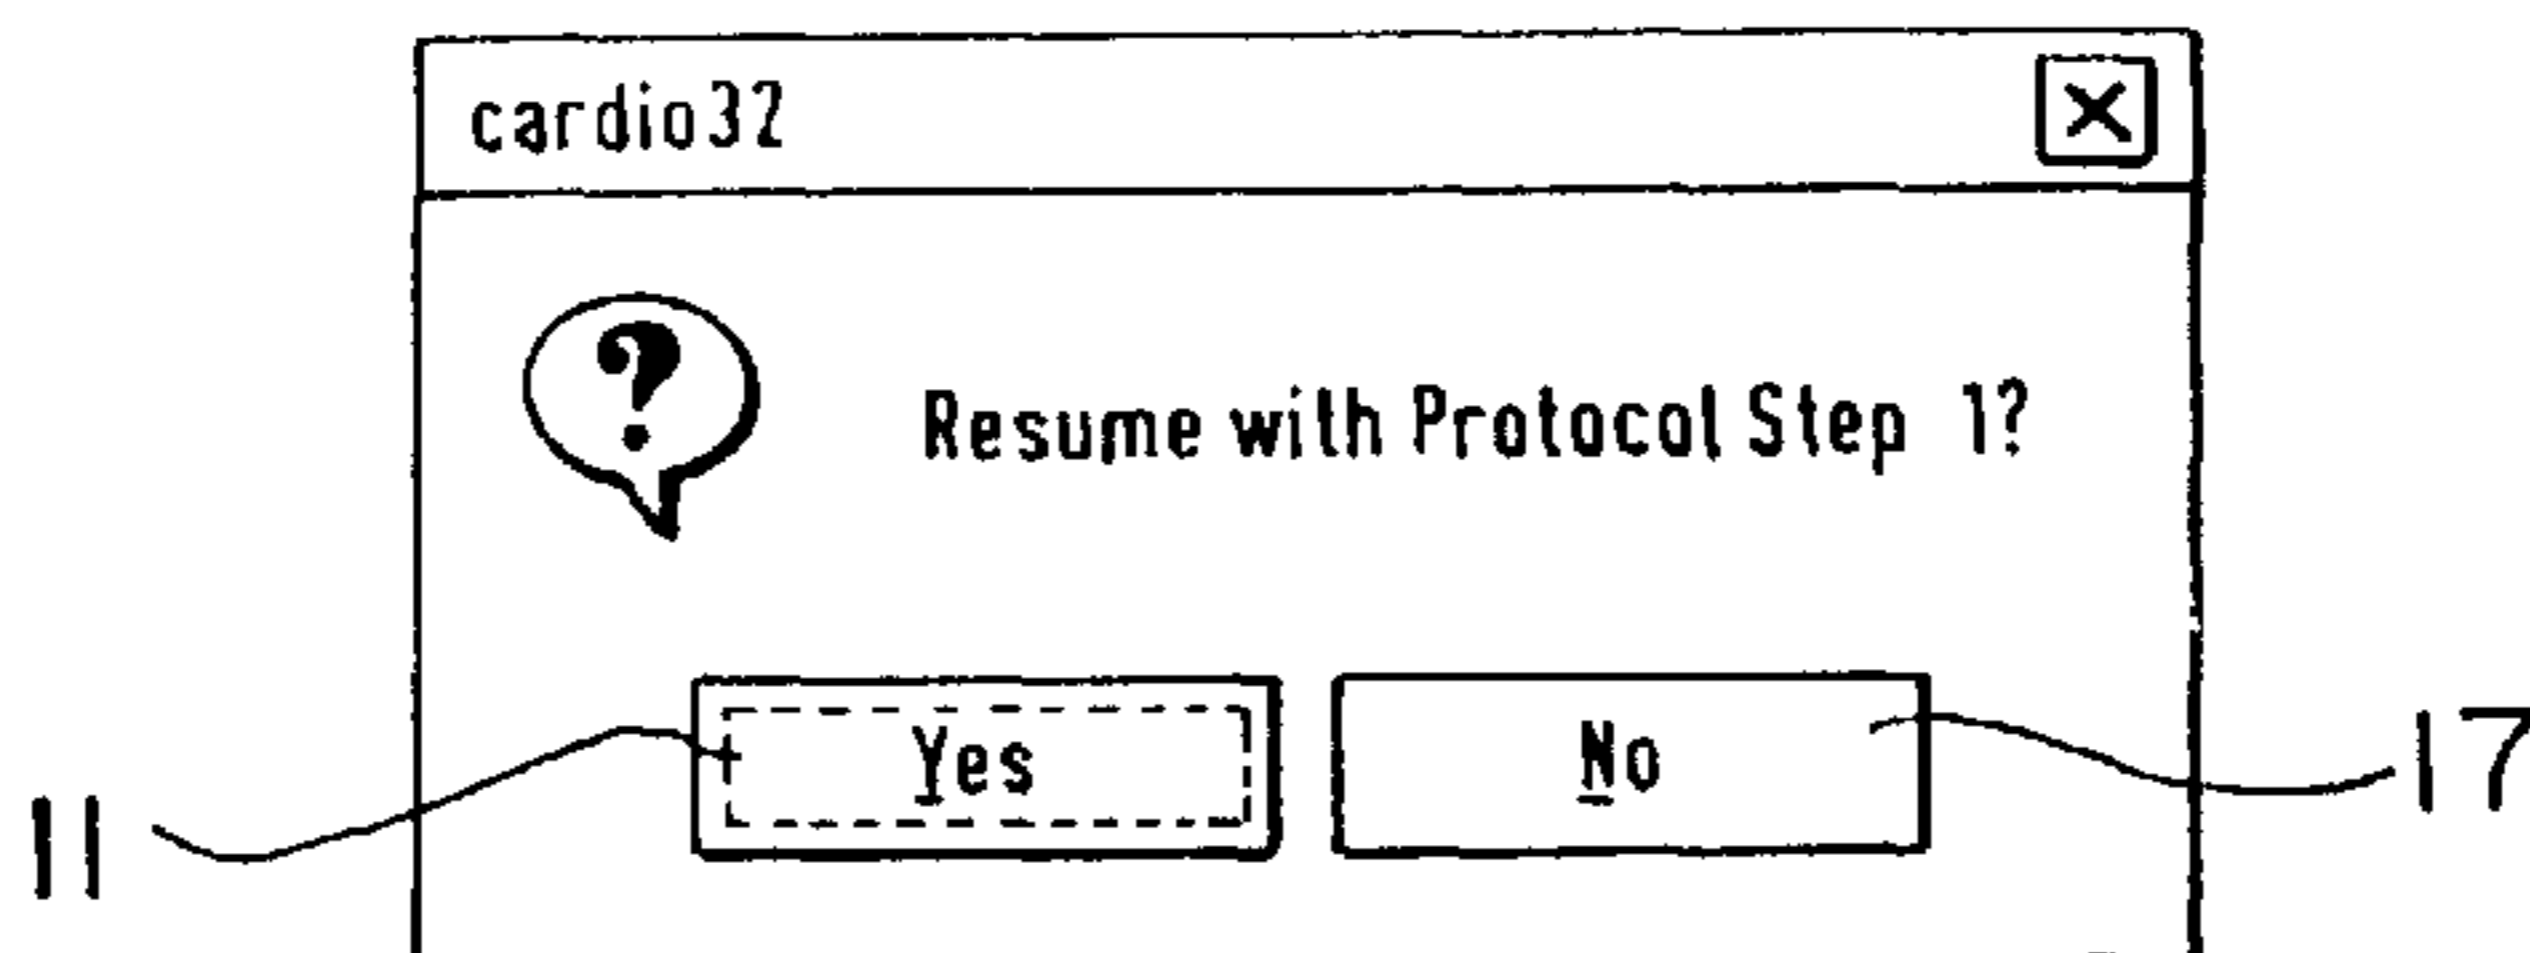 cardio32
Resume with Protocol Step 1?
Yes No
11
17